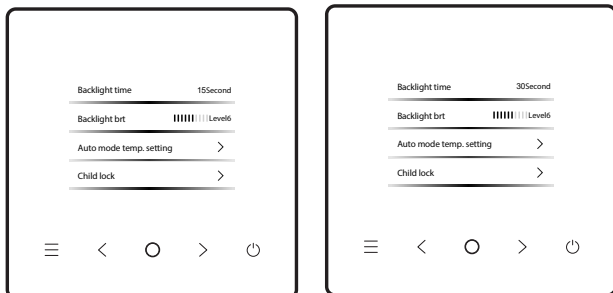 Backlight time 15Second
Backlight brt Level6
Auto mode temp. setting
Child lock
Backlight time 30Second
Backlight brt Level6
Auto mode temp. setting
Child lock